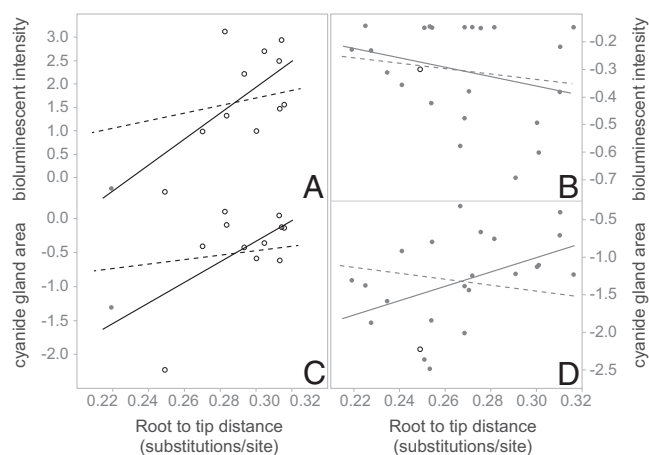 bioluminescent intensity
3.0
2.5
2.0
1.5
1.0
0.5
0.0
A
B
-0.2
-0.3
-0.4
-0.5
-0.6
-0.7
bioluminescent intensity
cyanide gland area
0.0
-0.5
-1.0
-1.5
-2.0
C
D
-0.5
-1.0
-1.5
-2.0
-2.5
cyanide gland area
0.22 0.24 0.26 0.28 0.30 0.32 0.22 0.24 0.26 0.28 0.30 0.32
Root to tip distance
(substitutions/site)
Root to tip distance
(substitutions/site)